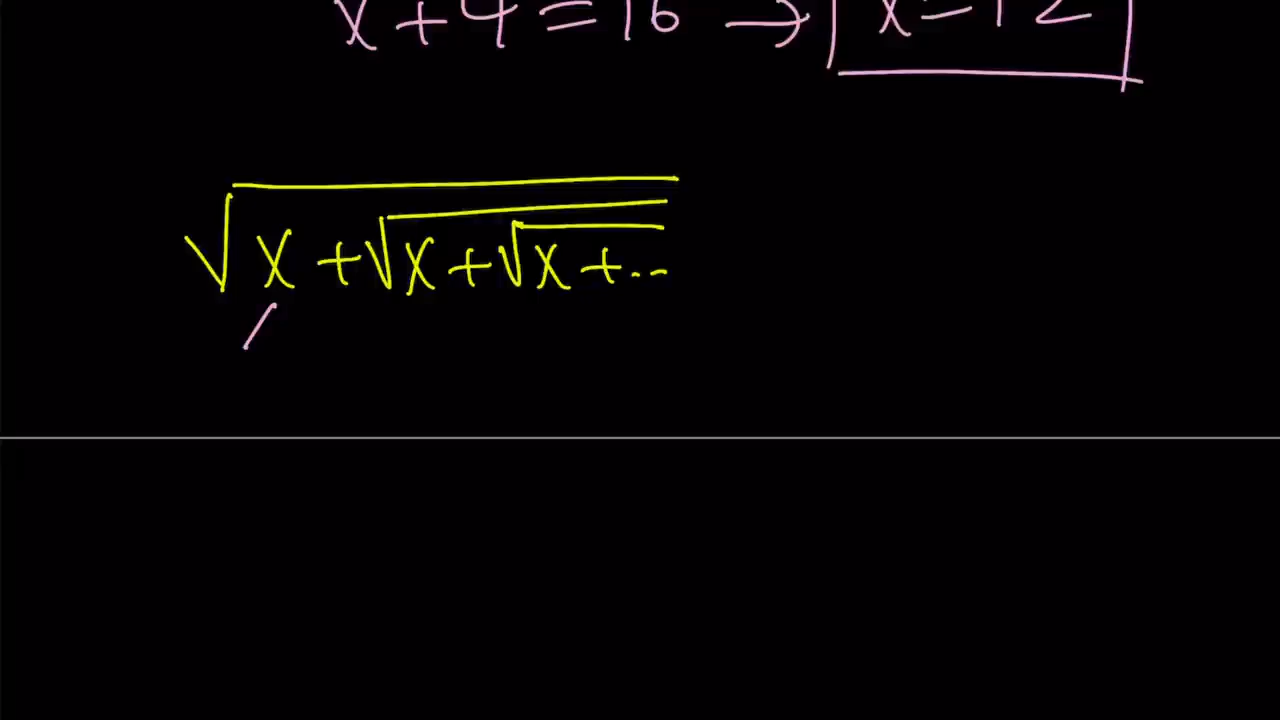 x + 4 = 16 → x = 12
√(x + √(x + √(x + ...